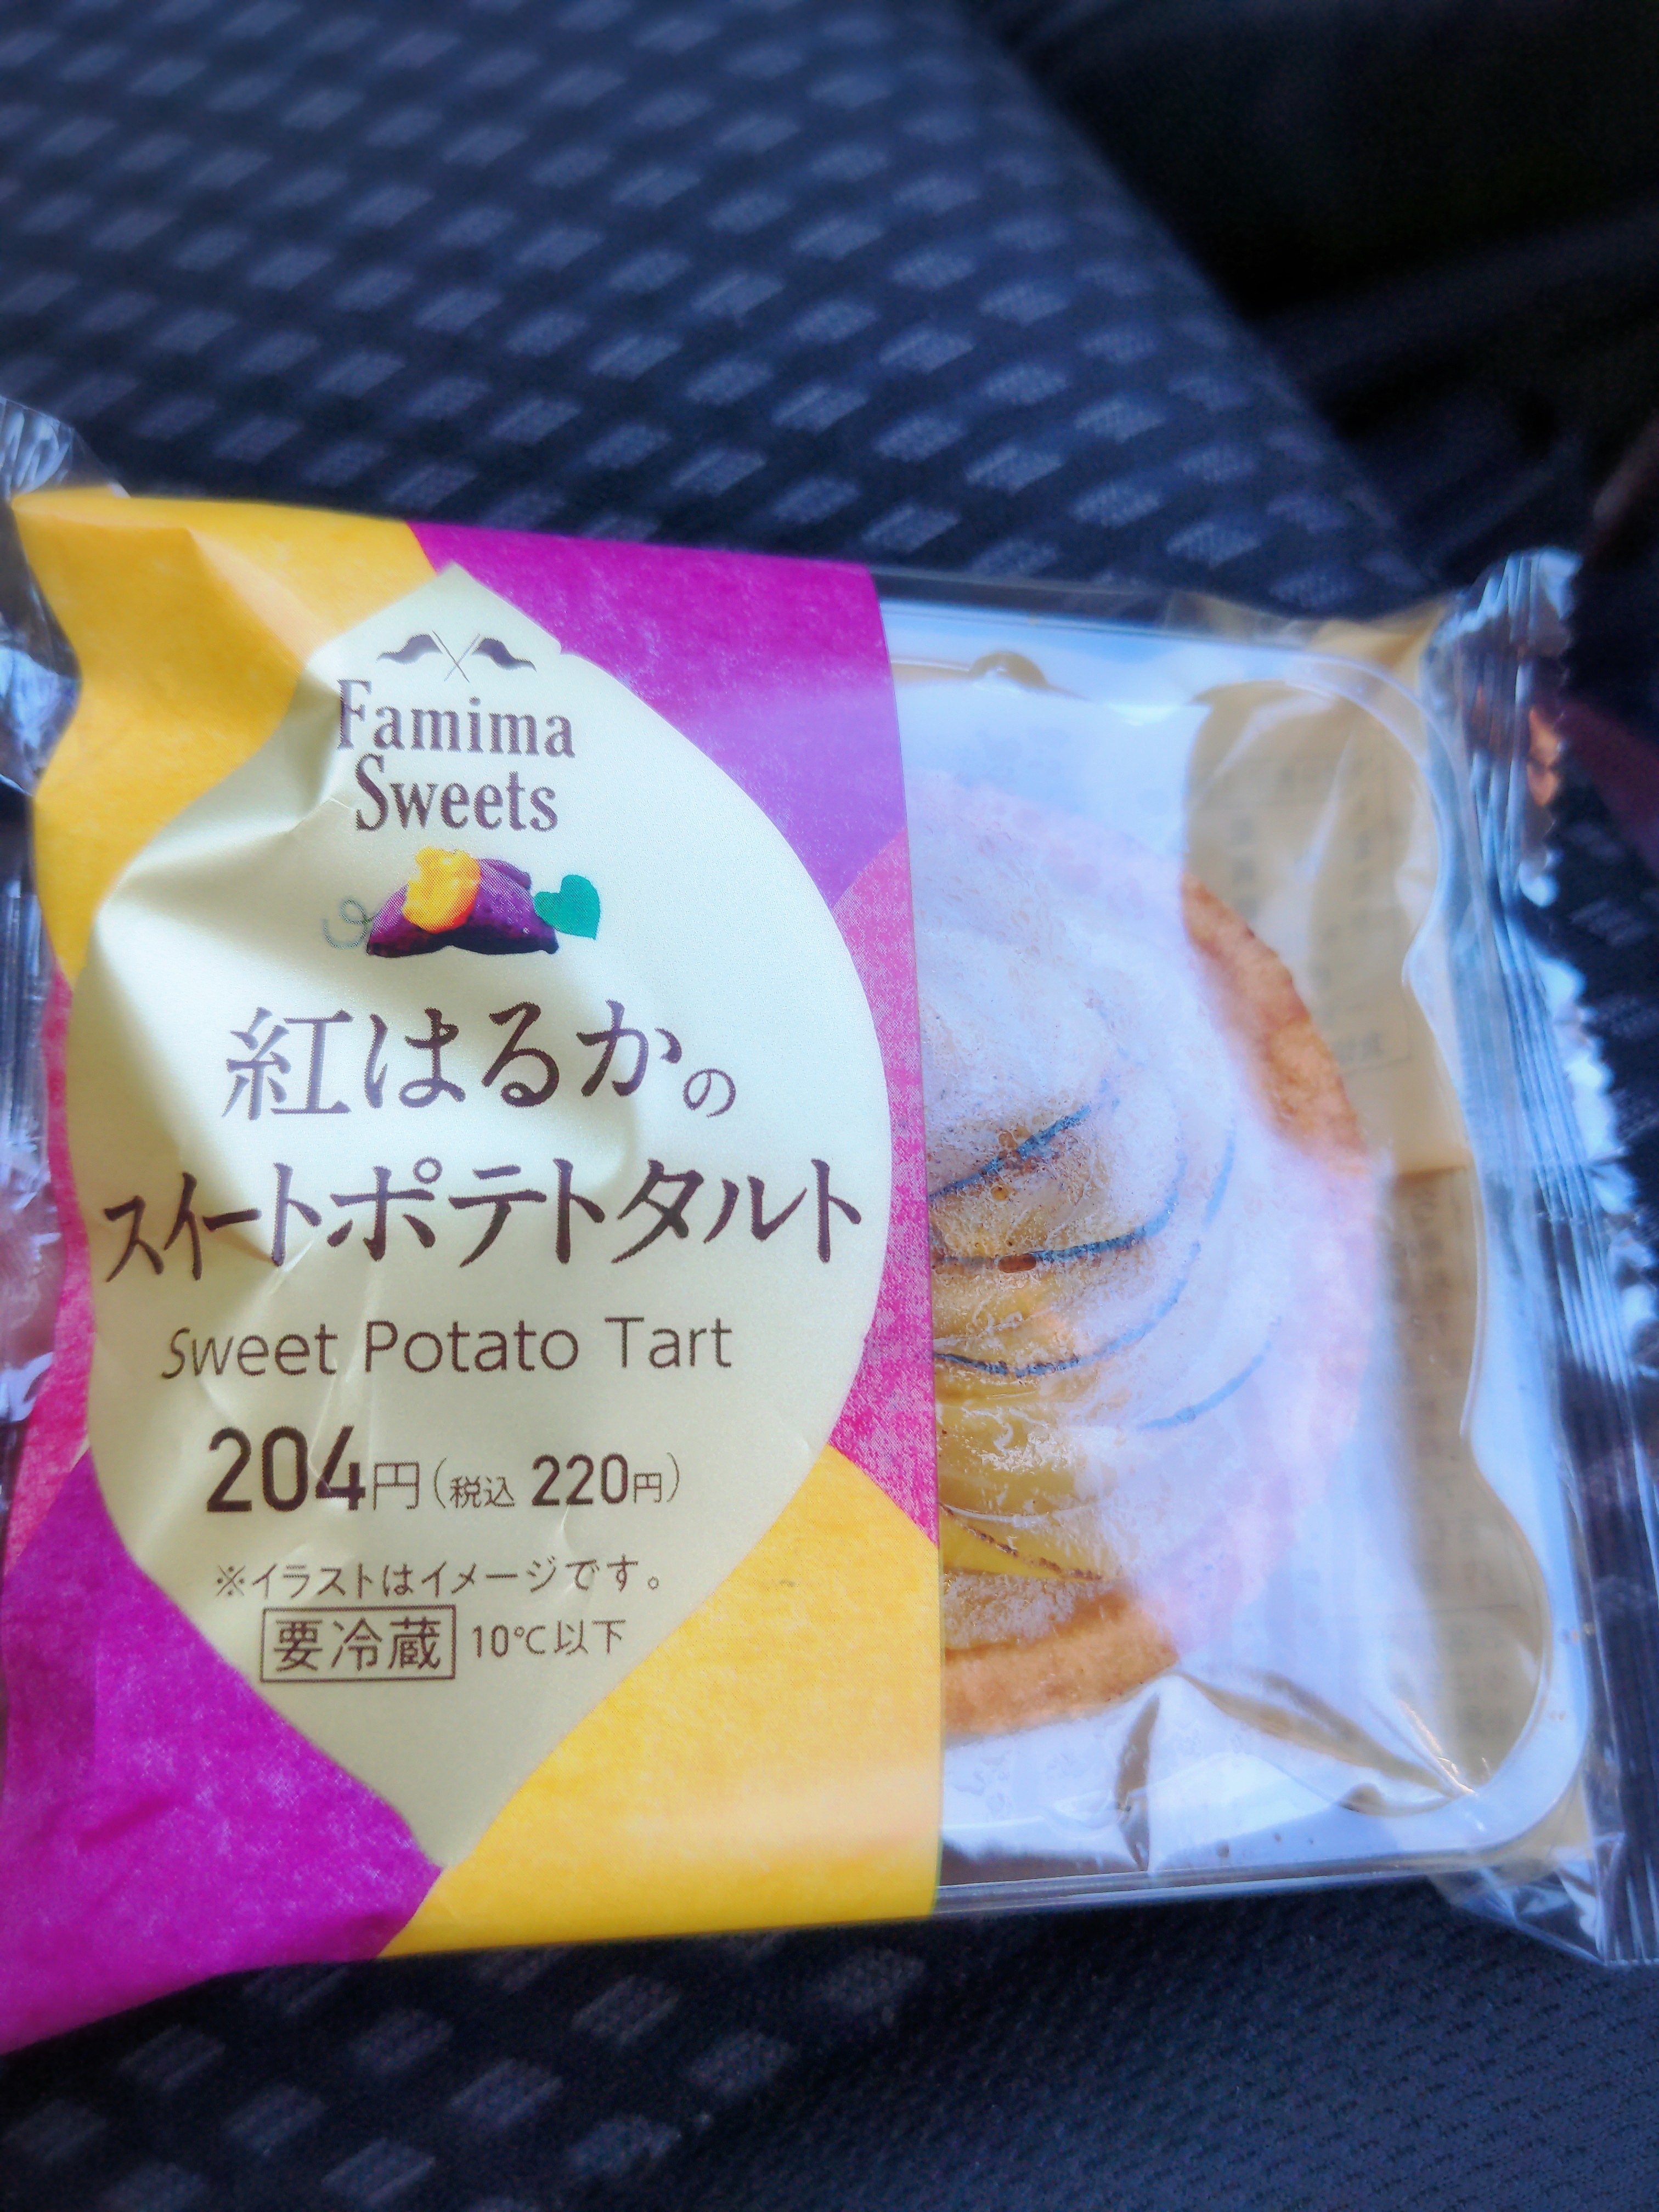 Famima
Sweets
紅はるかの
スイートポテトタルト
Sweet Potato Tart
204円(税込 220円)
※イラストはイメージです。
要冷蔵 10℃以下